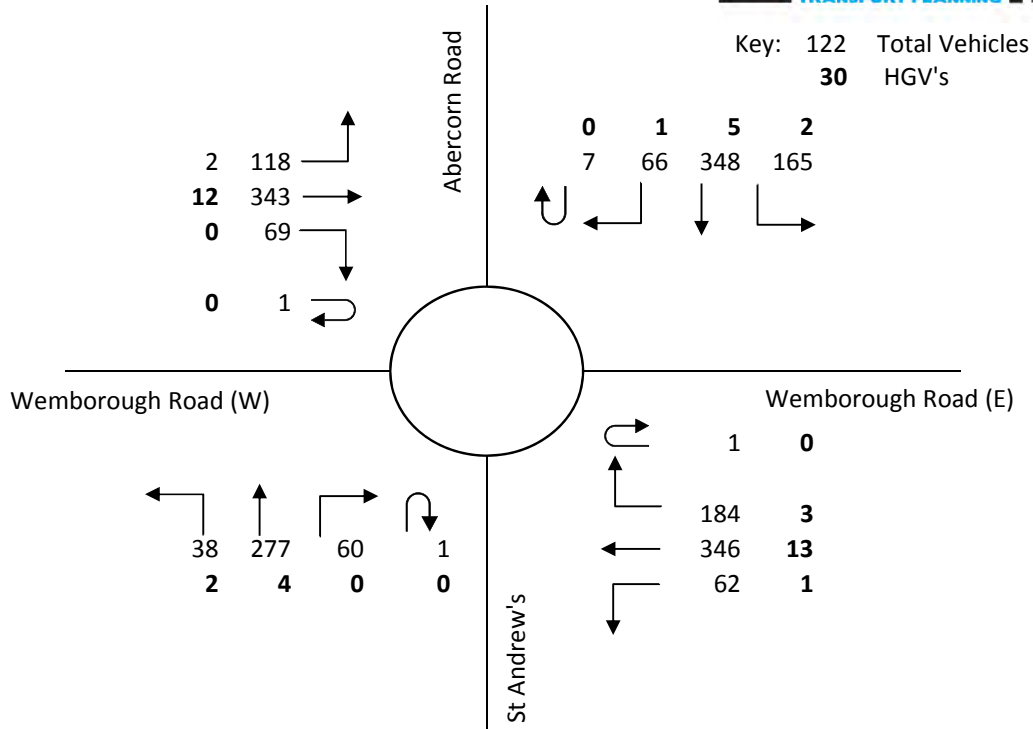 TRANSPORT PLANNING
Key: 122 Total Vehicles
30 HGV's
Abercorn Road
0 1 5 2
7 66 348 165
2 118
12 343
0 69
0 1
Wemborough Road (W)
Wemborough Road (E)
1 0
184 3
346 13
62 1
38 277 60 1
2 4 0 0
St Andrew's